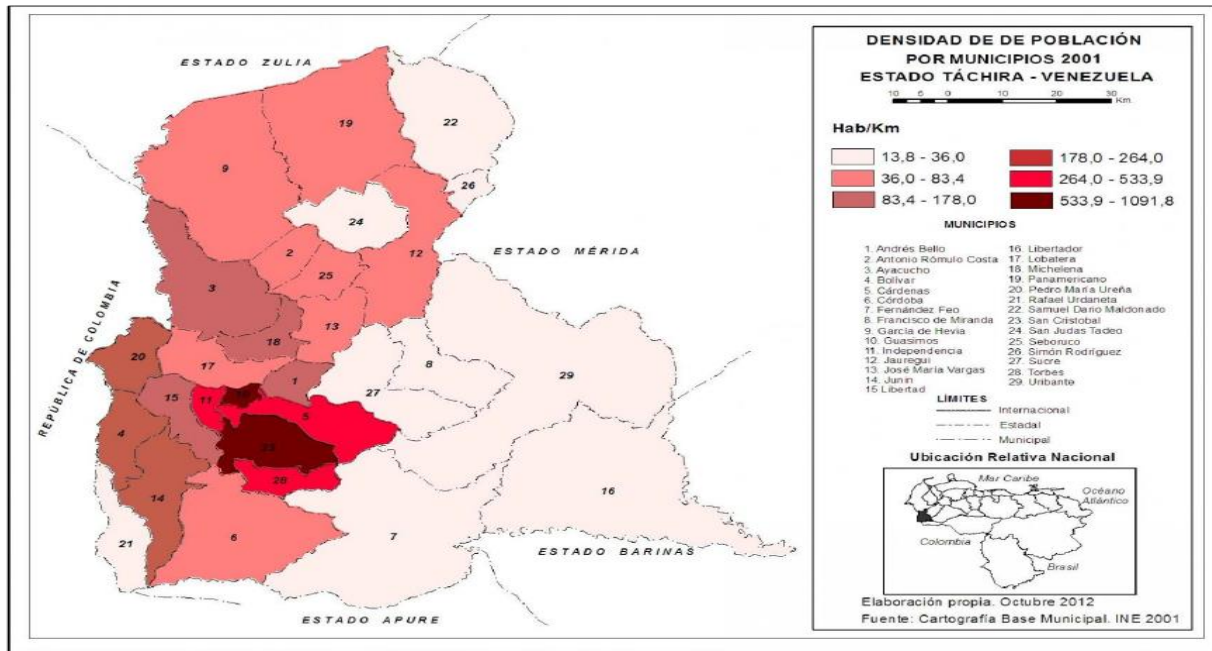 DENSIDAD DE DE POBLACIÓN
POR MUNICIPIOS 2001
ESTADO TÁCHIRA - VENEZUELA
10 5 0 10 20 30
Km
Hab/Km
13,8 - 36,0
36,0 - 83,4
83,4 - 178,0
178,0 - 264,0
264,0 - 533,9
533,9 - 1091,8
MUNICIPIOS
1. Andrés Bello
2. Antonio Rómulo Costa
3. Ayacucho
4. Bolívar
5. Cárdenas
6. Córdoba
7. Fernández Feo
8. Francisco de Miranda
9. García de Hevia
10. Guasimos
11. Independencia
12. Jauregui
13. José María Vargas
14. Junín
15 Libertad
16. Libertador
17. Lobatera
18. Michelena
19. Panamericano
20. Pedro María Ureña
21. Rafael Urdaneta
22. Samuel Dario Maldonado
23. San Cristobal
24. San Judas Tadeo
25. Seboruco
26. Simón Rodríguez
27. Sucre
28. Torbes
29. Uribante
LÍMITES
Internacional
Estadal
Municipal
Ubicación Relativa Nacional
Mar Caribe
Océano
Atlántico
Colombia
Brasil
Elaboración propia. Octubre 2012
Fuente: Cartografía Base Municipal. INE 2001
ESTADO ZULIA
ESTADO MÉRIDA
REPÚBLICA DE COLOMBIA
ESTADO BARINAS
ESTADO APURE
19
22
9
26
24
2
12
25
3
13
18
20
17
8
1
29
27
15
11
5
4
23
28
14
16
21
6
7